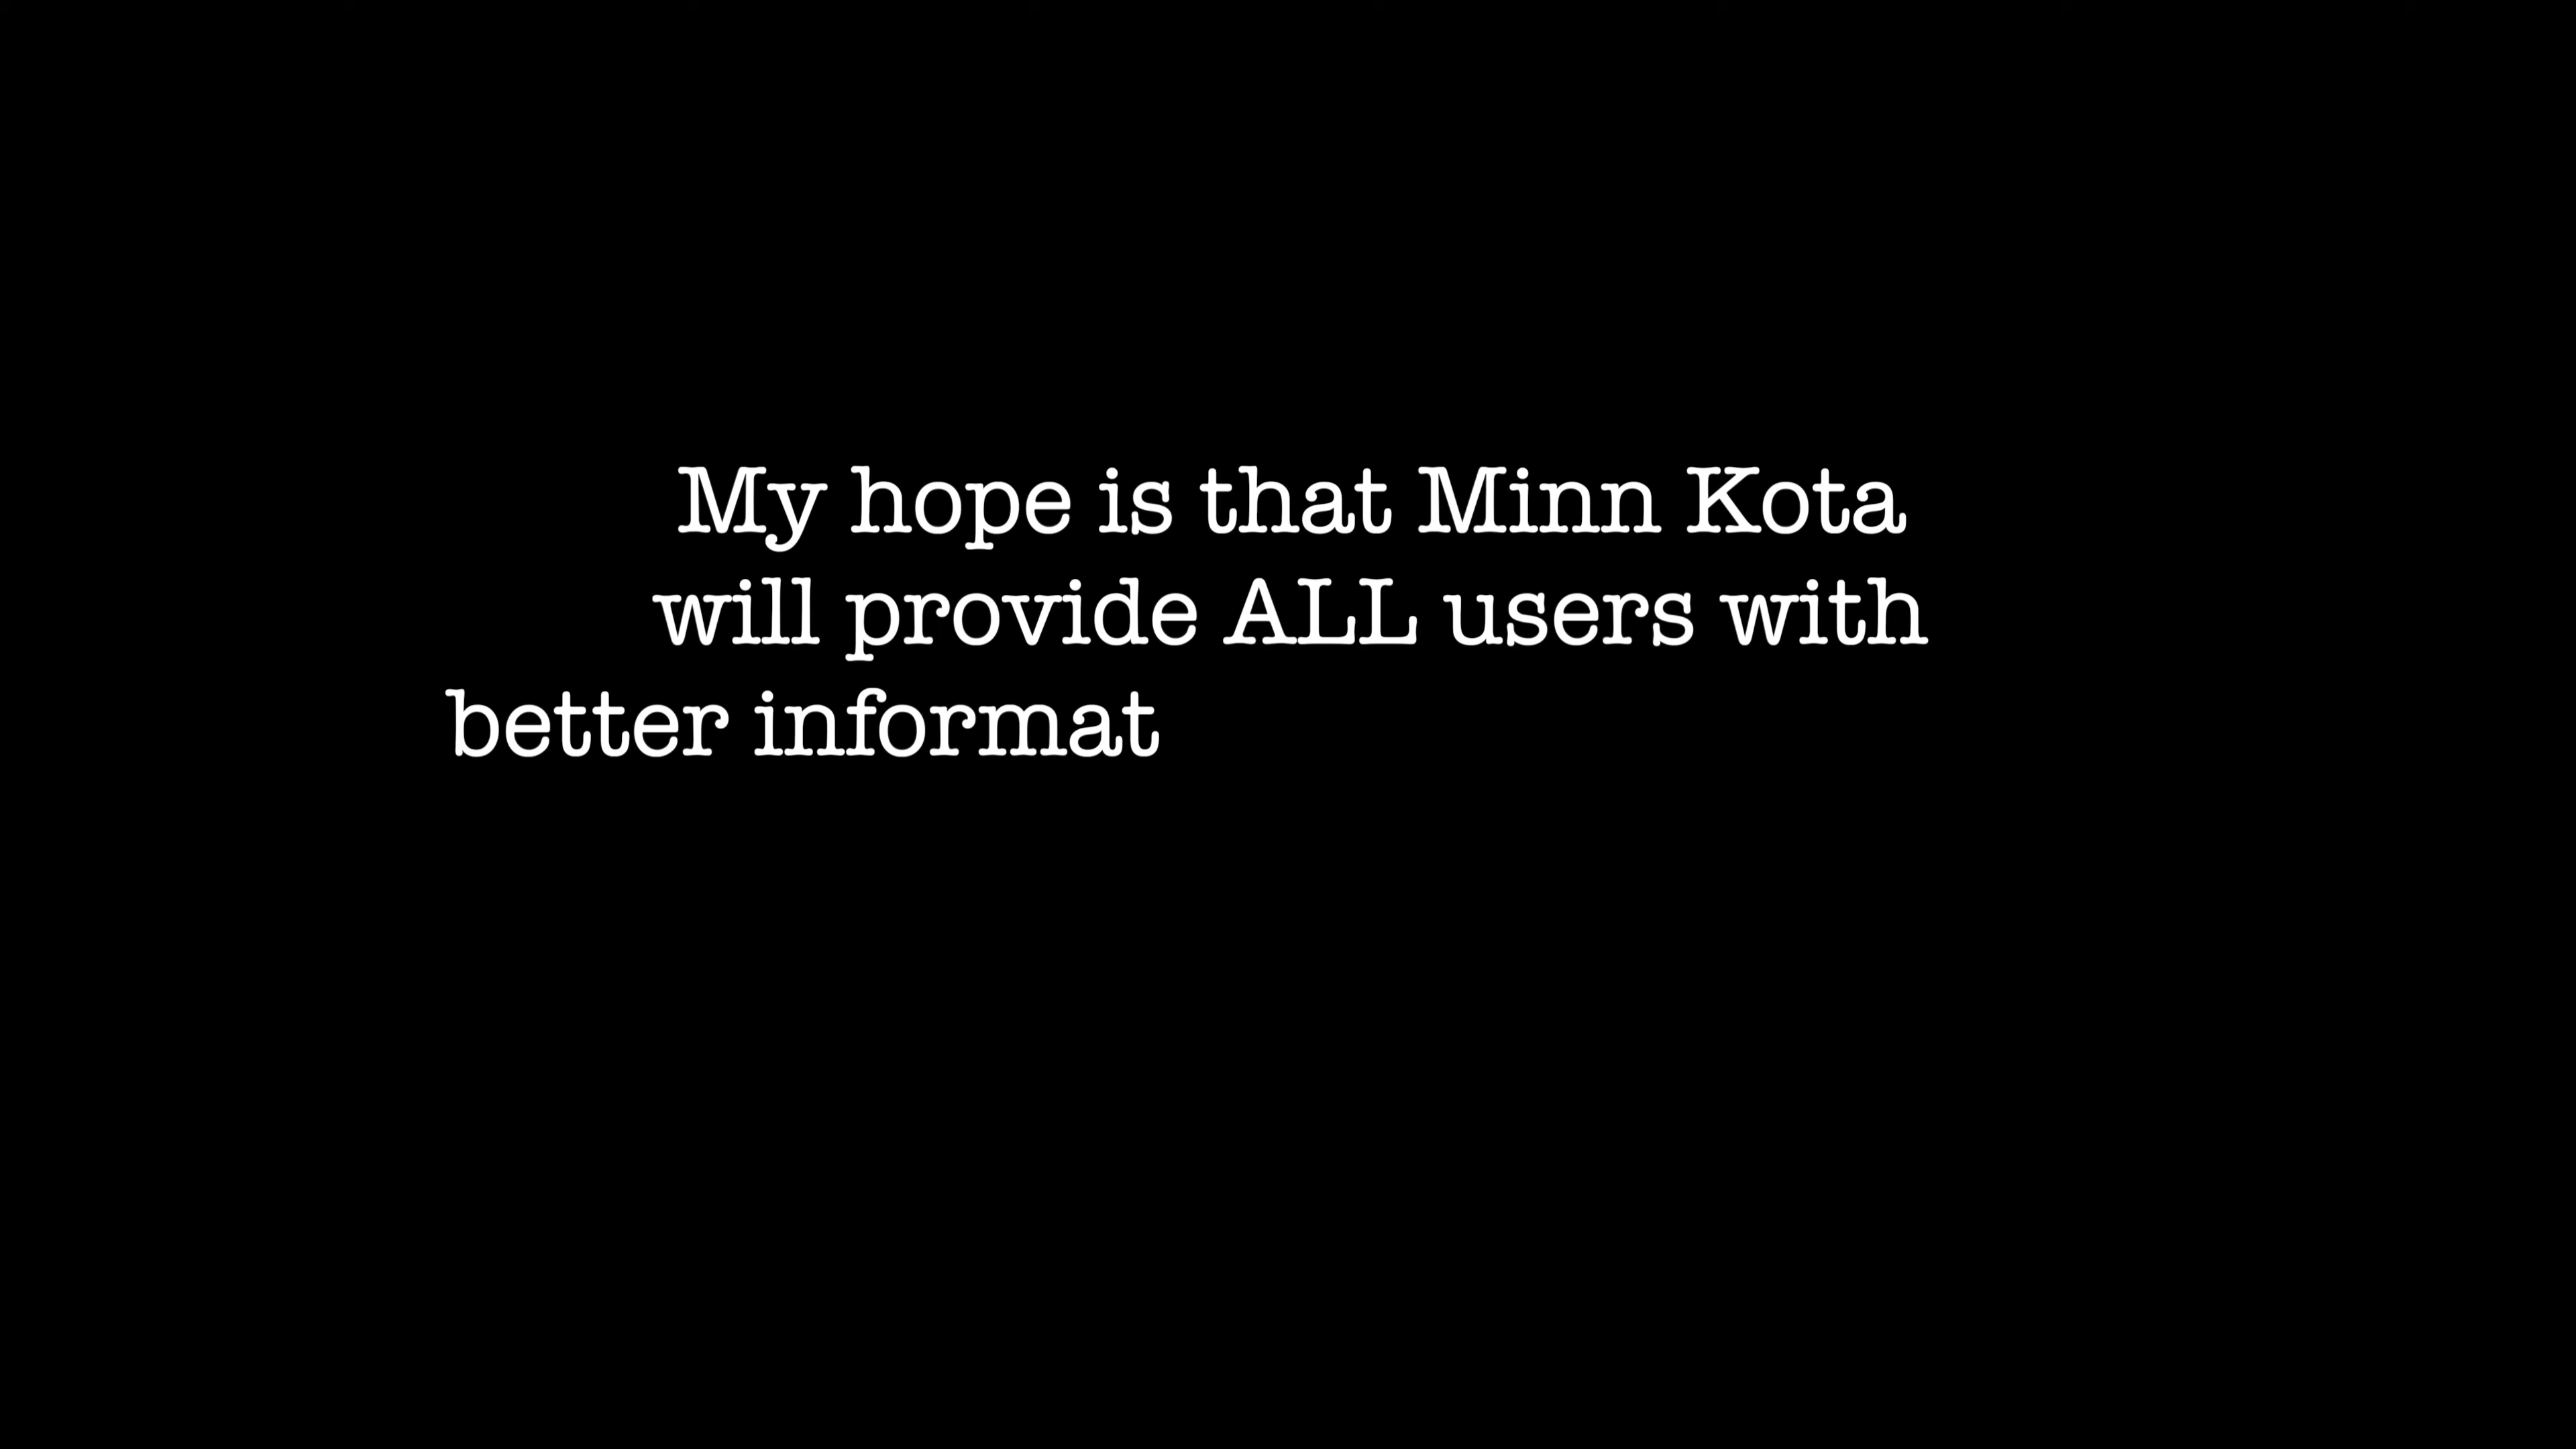 My hope is that Minn Kota
will provide ALL users with
better informat